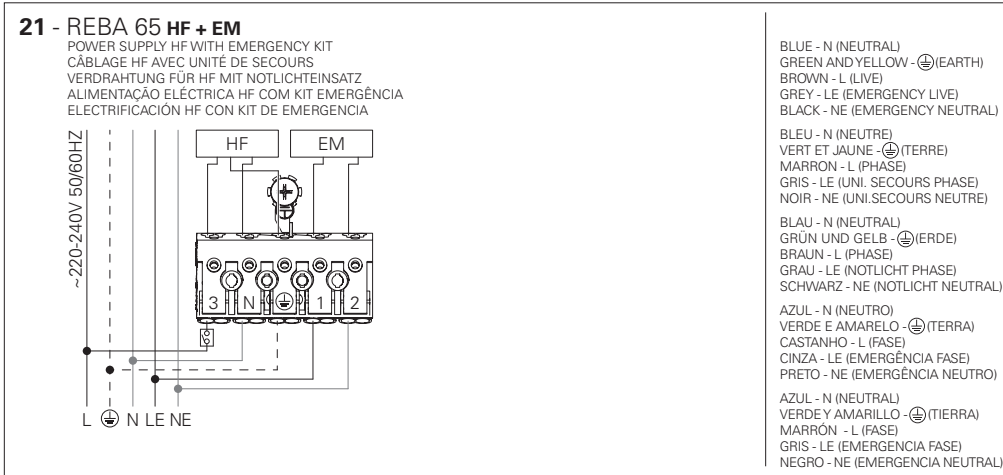 21 - REBA 65 HF + EM
POWER SUPPLY HF WITH EMERGENCY KIT
CÂBLAGE HF AVEC UNITÉ DE SECOURS
VERDRAHTUNG FÜR HF MIT NOTLICHTEINSATZ
ALIMENTAÇÃO ELÉCTRICA HF COM KIT EMERGÊNCIA
ELECTRIFICACIÓN HF CON KIT DE EMERGENCIA
~220-240V 50/60HZ
HF EM
3 N 1 2
L N LE NE
BLUE - N (NEUTRAL)
GREEN AND YELLOW - (EARTH)
BROWN - L (LIVE)
GREY - LE (EMERGENCY LIVE)
BLACK - NE (EMERGENCY NEUTRAL)
BLEU - N (NEUTRE)
VERT ET JAUNE - (TERRE)
MARRON - L (PHASE)
GRIS - LE (UNI. SECOURS PHASE)
NOIR - NE (UNI.SECOURS NEUTRE)
BLAU - N (NEUTRAL)
GRÜN UND GELB - (ERDE)
BRAUN - L (PHASE)
GRAU - LE (NOTLICHT PHASE)
SCHWARZ - NE (NOTLICHT NEUTRAL)
AZUL - N (NEUTRO)
VERDE E AMARELO - (TERRA)
CASTANHO - L (FASE)
CINZA - LE (EMERGÊNCIA FASE)
PRETO - NE (EMERGÊNCIA NEUTRO)
AZUL - N (NEUTRAL)
VERDE Y AMARILLO - (TIERRA)
MARRÓN - L (FASE)
GRIS - LE (EMERGENCIA FASE)
NEGRO - NE (EMERGENCIA NEUTRAL)